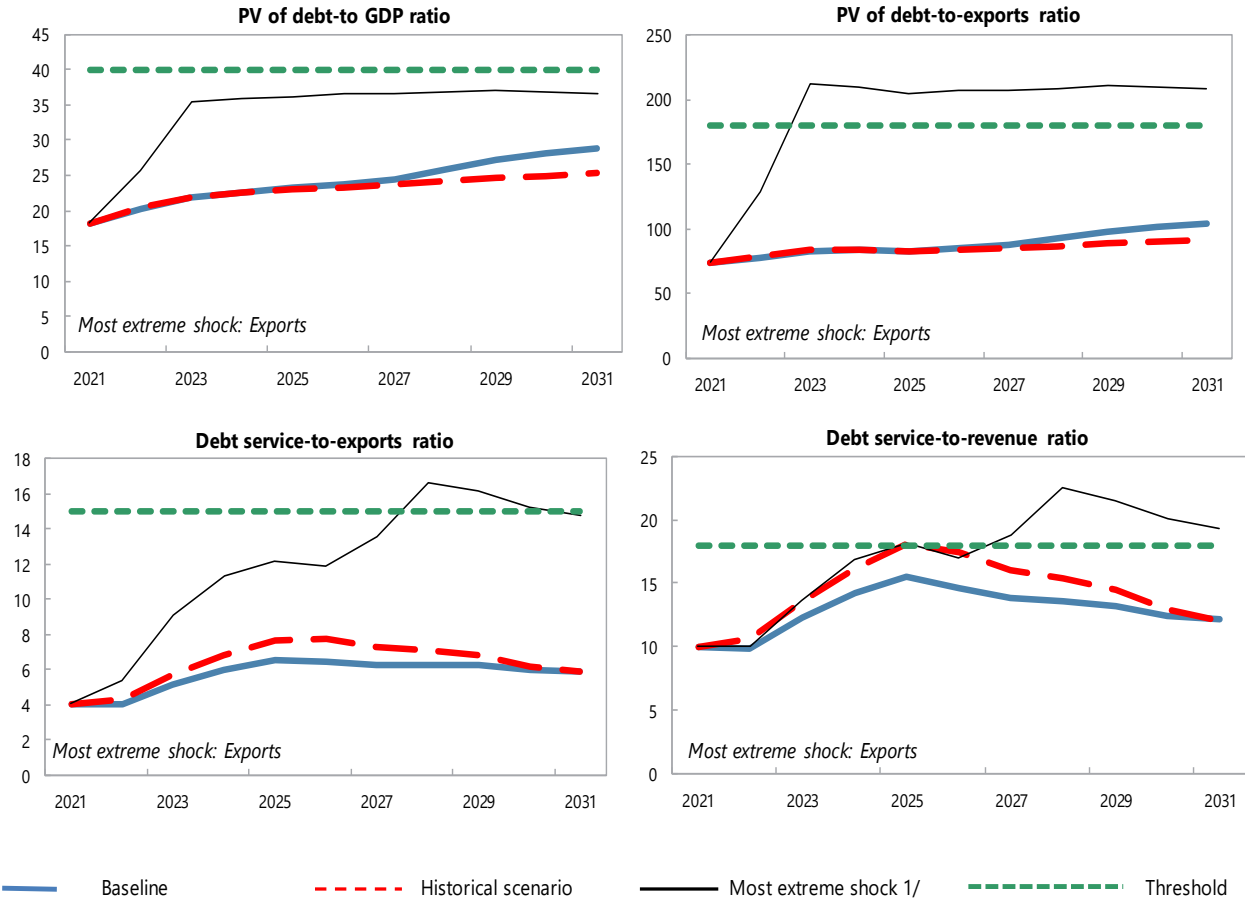 PV of debt-to GDP ratio
45
40
35
30
25
20
15
10
5
0
Most extreme shock: Exports
2021 2023 2025 2027 2029 2031
PV of debt-to-exports ratio
250
200
150
100
50
0
Most extreme shock: Exports
2021 2023 2025 2027 2029 2031
Debt service-to-exports ratio
18
16
14
12
10
8
6
4
2
0
Most extreme shock: Exports
2021 2023 2025 2027 2029 2031
Debt service-to-revenue ratio
25
20
15
10
5
0
Most extreme shock: Exports
2021 2023 2025 2027 2029 2031
Baseline Historical scenario Most extreme shock 1/ Threshold